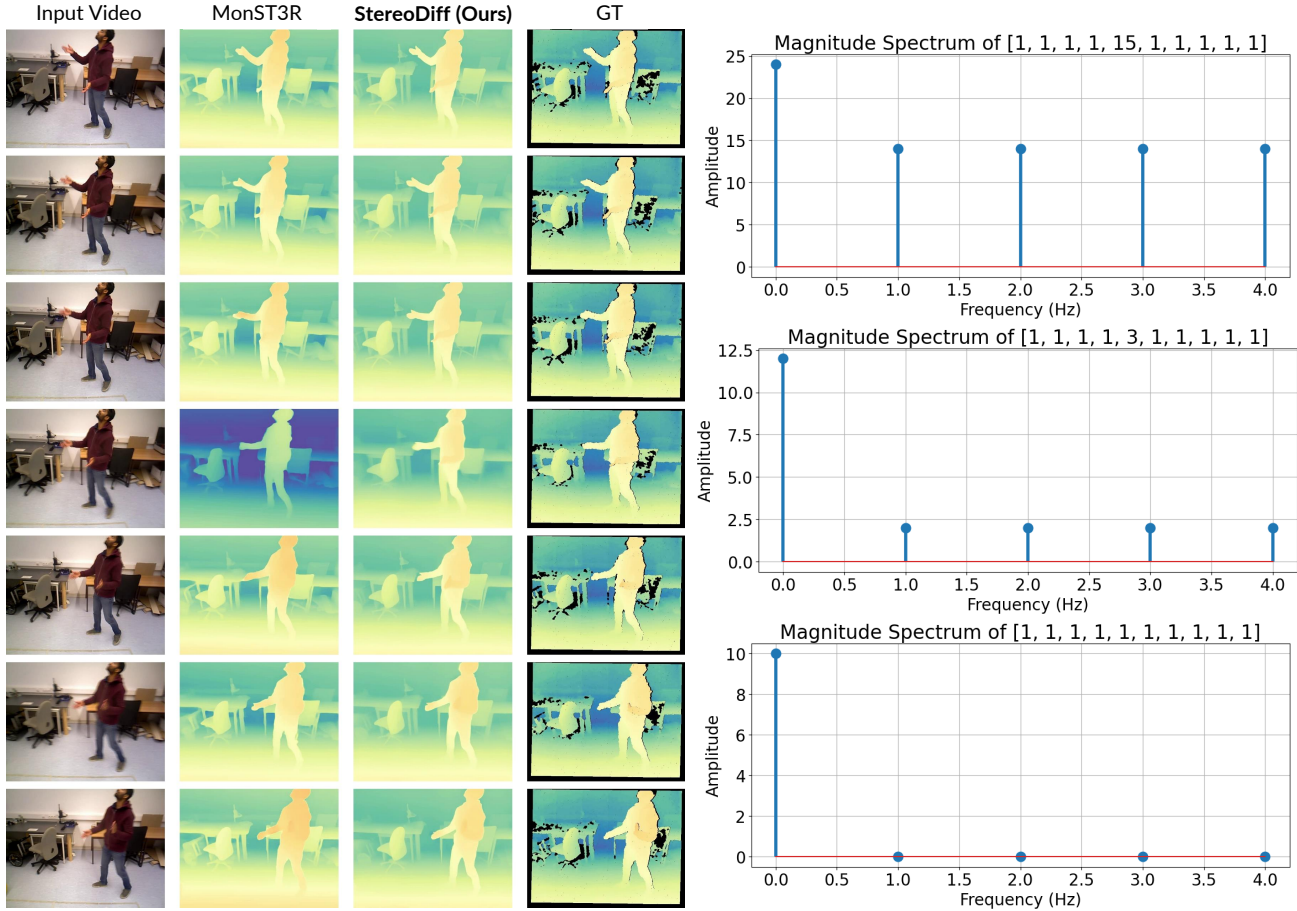 Input Video MonST3R StereoDiff (Ours) GT
Magnitude Spectrum of [1, 1, 1, 1, 15, 1, 1, 1, 1, 1]
25
20
15
10
5
0
Amplitude
0.0 0.5 1.0 1.5 2.0 2.5 3.0 3.5 4.0
Frequency (Hz)
Magnitude Spectrum of [1, 1, 1, 1, 3, 1, 1, 1, 1, 1]
12.5
10.0
7.5
5.0
2.5
0.0
Amplitude
0.0 0.5 1.0 1.5 2.0 2.5 3.0 3.5 4.0
Frequency (Hz)
Magnitude Spectrum of [1, 1, 1, 1, 1, 1, 1, 1, 1, 1]
10
8
6
4
2
0
Amplitude
0.0 0.5 1.0 1.5 2.0 2.5 3.0 3.5 4.0
Frequency (Hz)